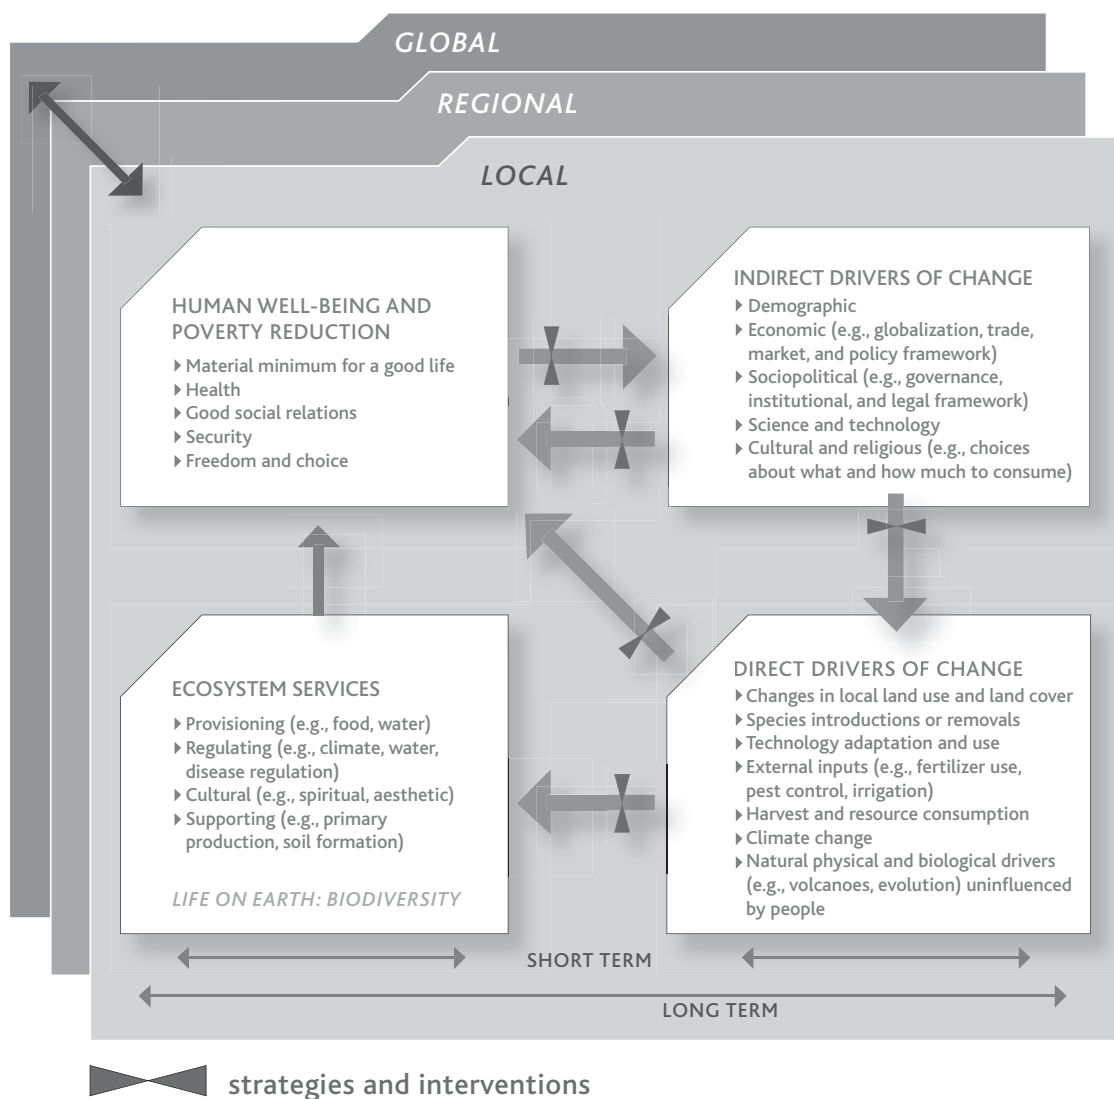 GLOBAL
REGIONAL
LOCAL
HUMAN WELL-BEING AND
POVERTY REDUCTION
Material minimum for a good life
Health
Good social relations
Security
Freedom and choice
INDIRECT DRIVERS OF CHANGE
Demographic
Economic (e.g., globalization, trade,
market, and policy framework)
Sociopolitical (e.g., governance,
institutional, and legal framework)
Science and technology
Cultural and religious (e.g., choices
about what and how much to consume)
ECOSYSTEM SERVICES
Provisioning (e.g., food, water)
Regulating (e.g., climate, water,
disease regulation)
Cultural (e.g., spiritual, aesthetic)
Supporting (e.g., primary
production, soil formation)
LIFE ON EARTH: BIODIVERSITY
DIRECT DRIVERS OF CHANGE
Changes in local land use and land cover
Species introductions or removals
Technology adaptation and use
External inputs (e.g., fertilizer use,
pest control, irrigation)
Harvest and resource consumption
Climate change
Natural physical and biological drivers
(e.g., volcanoes, evolution) uninfluenced
by people
SHORT TERM
LONG TERM
strategies and interventions